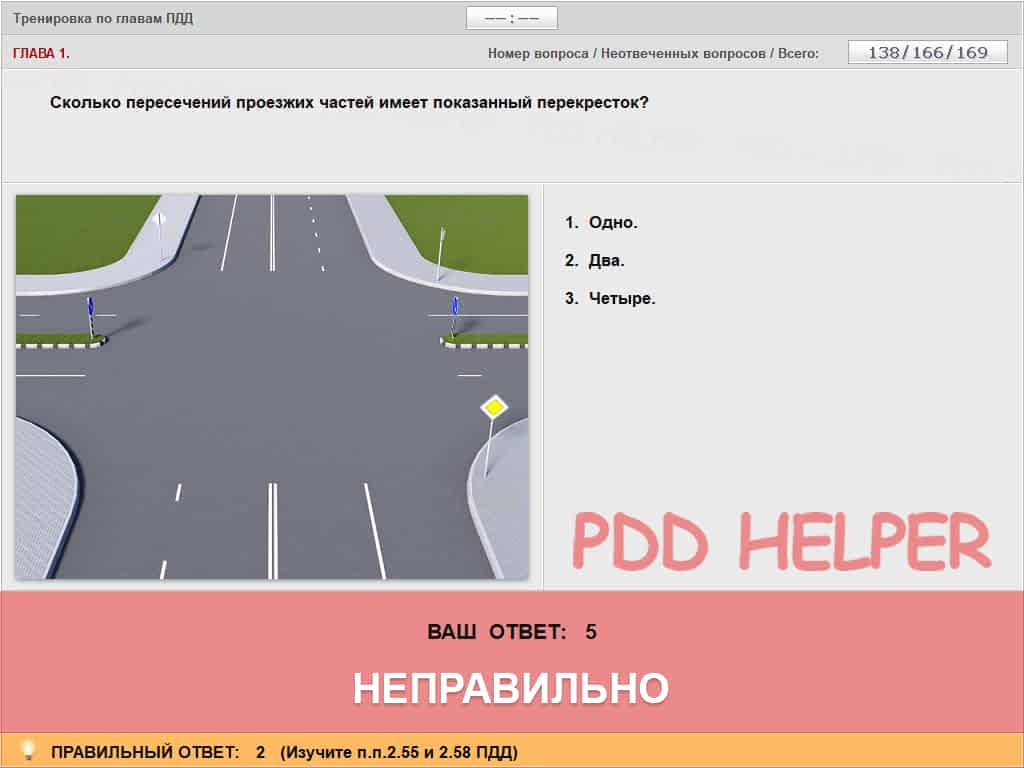 Тренировка по главам ПДД
—— : ——
ГЛАВА 1.
Номер вопроса / Неотвеченных вопросов / Всего:
138/166/169
Сколько пересечений проезжих частей имеет показанный перекресток?
1. Одно.
2. Два.
3. Четыре.
PDD HELPER
ВАШ ОТВЕТ: 5
НЕПРАВИЛЬНО
ПРАВИЛЬНЫЙ ОТВЕТ: 2 (Изучите п.п.2.55 и 2.58 ПДД)